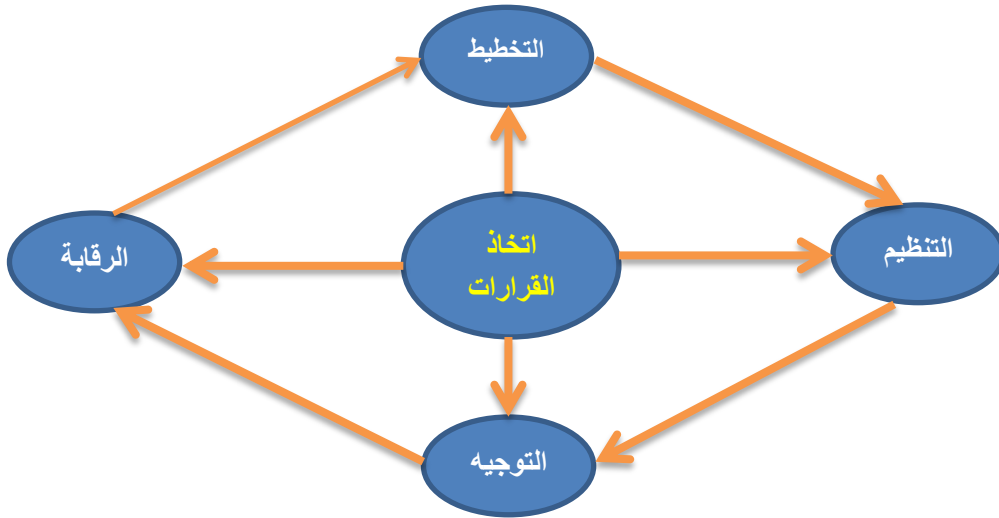 التخطيط
اتخاذ
القرارات
التنظيم
الرقابة
التوجيه